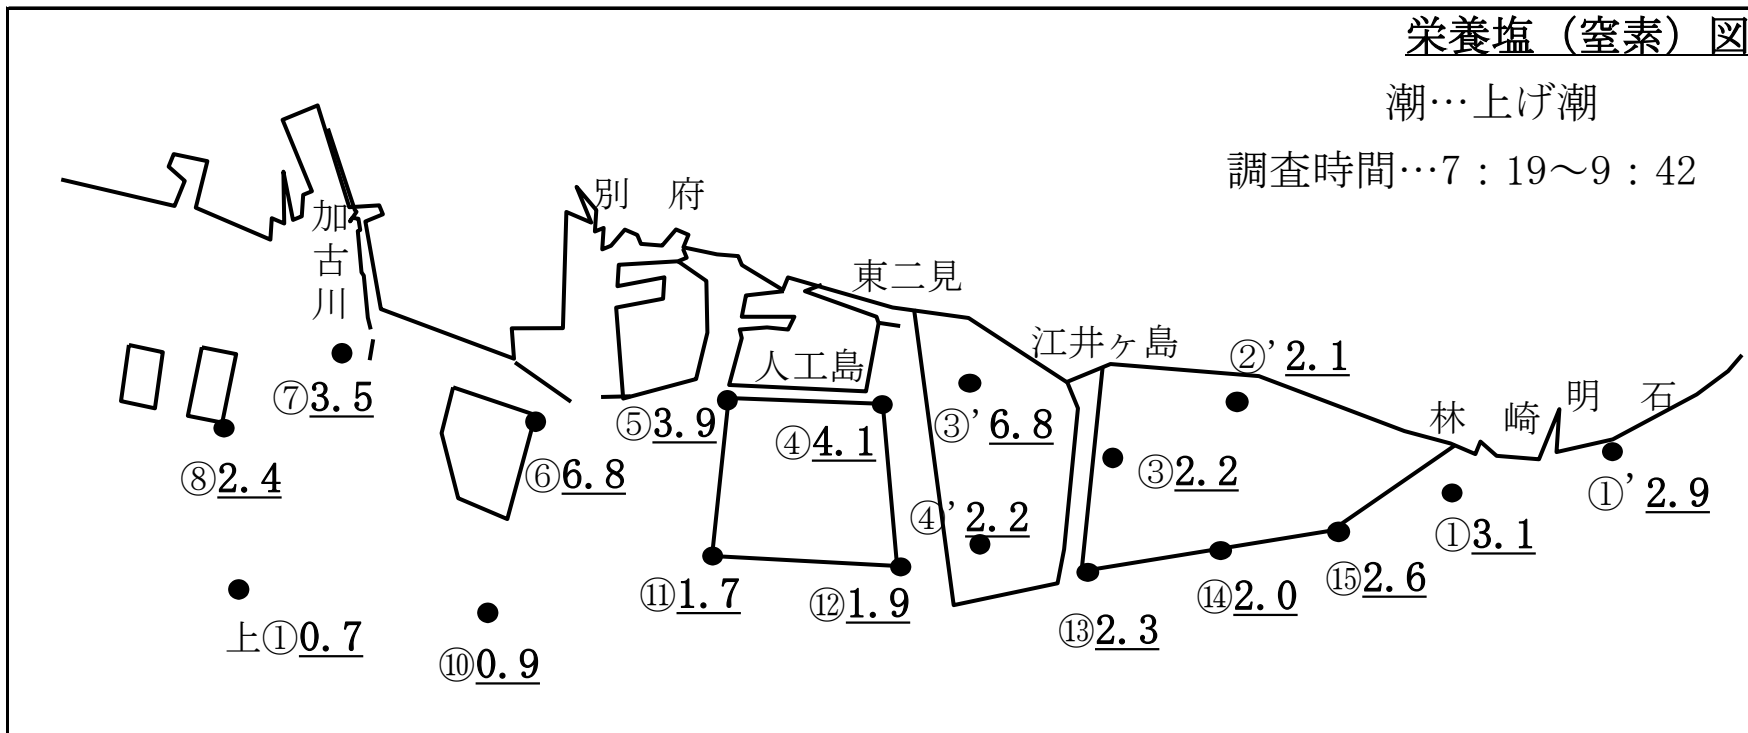 栄養塩（窒素）図
潮…上げ潮
調査時間…7：19～9：42
別　府
加古川
東二見
江井ヶ島
人工島
林　崎
明　石
②’2.1
⑦3.5
⑤3.9
④4.1
③’6.8
⑧2.4
⑥6.8
③2.2
①’2.9
④’2.2
①3.1
⑪1.7
⑫1.9
⑭2.0
⑮2.6
⑬2.3
上①0.7
⑩0.9